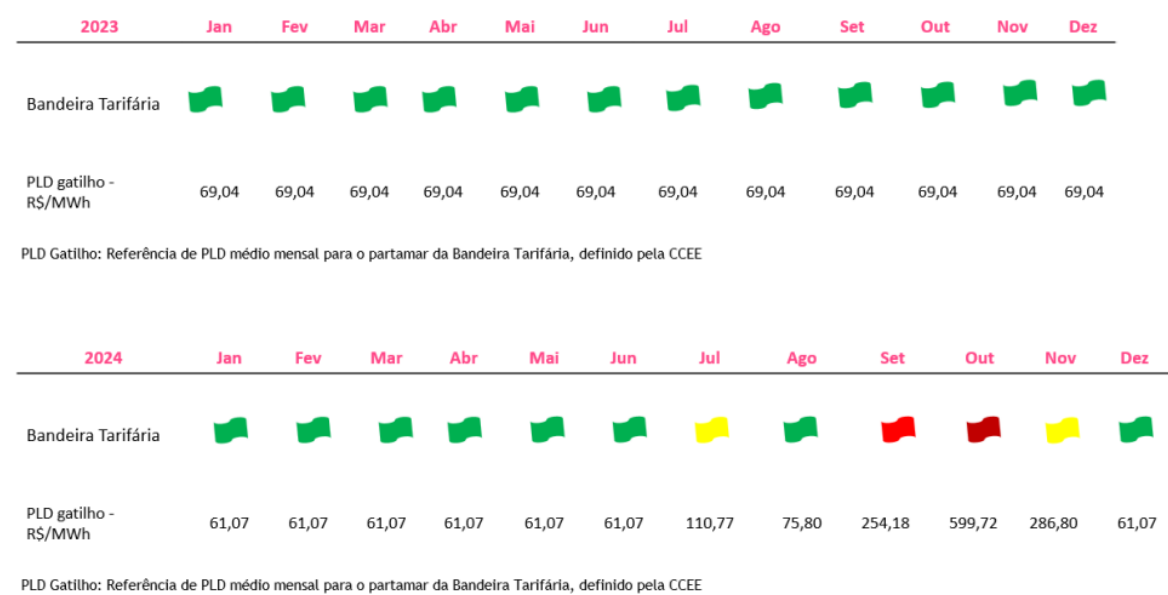 2023 Jan Fev Mar Abr Mai Jun Jul Ago Set Out Nov Dez
Bandeira Tarifária
PLD gatilho -
R$/MWh 69,04 69,04 69,04 69,04 69,04 69,04 69,04 69,04 69,04 69,04 69,04 69,04
PLD Gatilho: Referência de PLD médio mensal para o partamar da Bandeira Tarifária, definido pela CCEE
2024 Jan Fev Mar Abr Mai Jun Jul Ago Set Out Nov Dez
Bandeira Tarifária
PLD gatilho -
R$/MWh 61,07 61,07 61,07 61,07 61,07 61,07 110,77 75,80 254,18 599,72 286,80 61,07
PLD Gatilho: Referência de PLD médio mensal para o partamar da Bandeira Tarifária, definido pela CCEE